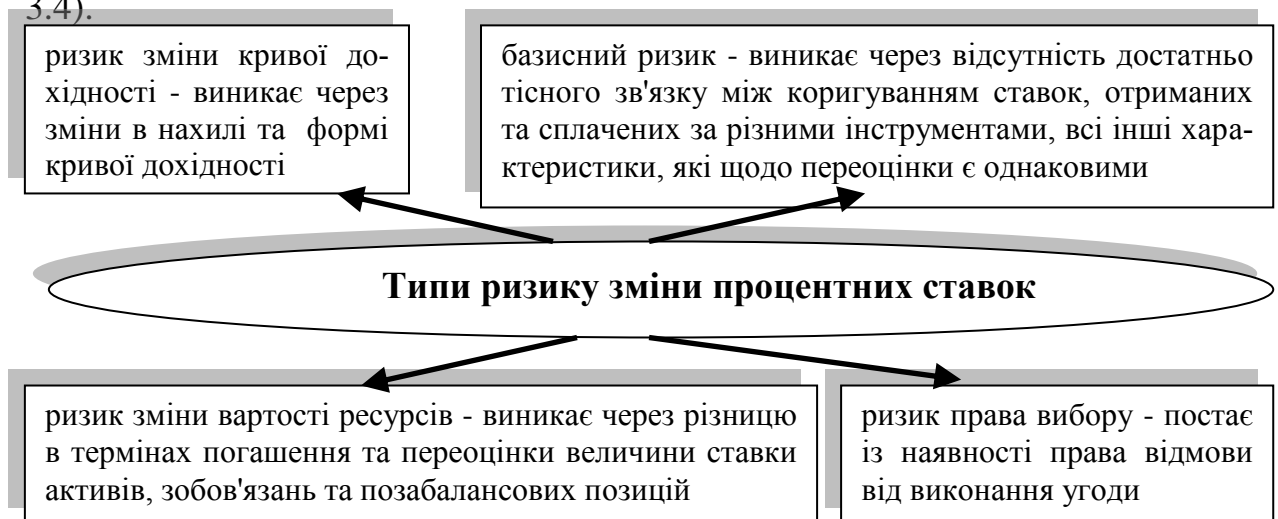 3.4).
ризик зміни кривої до-
хідності - виникає через
зміни в нахилі та формі
кривої дохідності
базисний ризик - виникає через відсутність достатньо
тісного зв'язку між коригуванням ставок, отриманих
та сплачених за різними інструментами, всі інші хара-
ктеристики, які щодо переоцінки є однаковими
Типи ризику зміни процентних ставок
ризик зміни вартості ресурсів - виникає через різницю
в термінах погашення та переоцінки величини ставки
активів, зобов'язань та позабалансових позицій
ризик права вибору - постає
із наявності права відмови
від виконання угоди